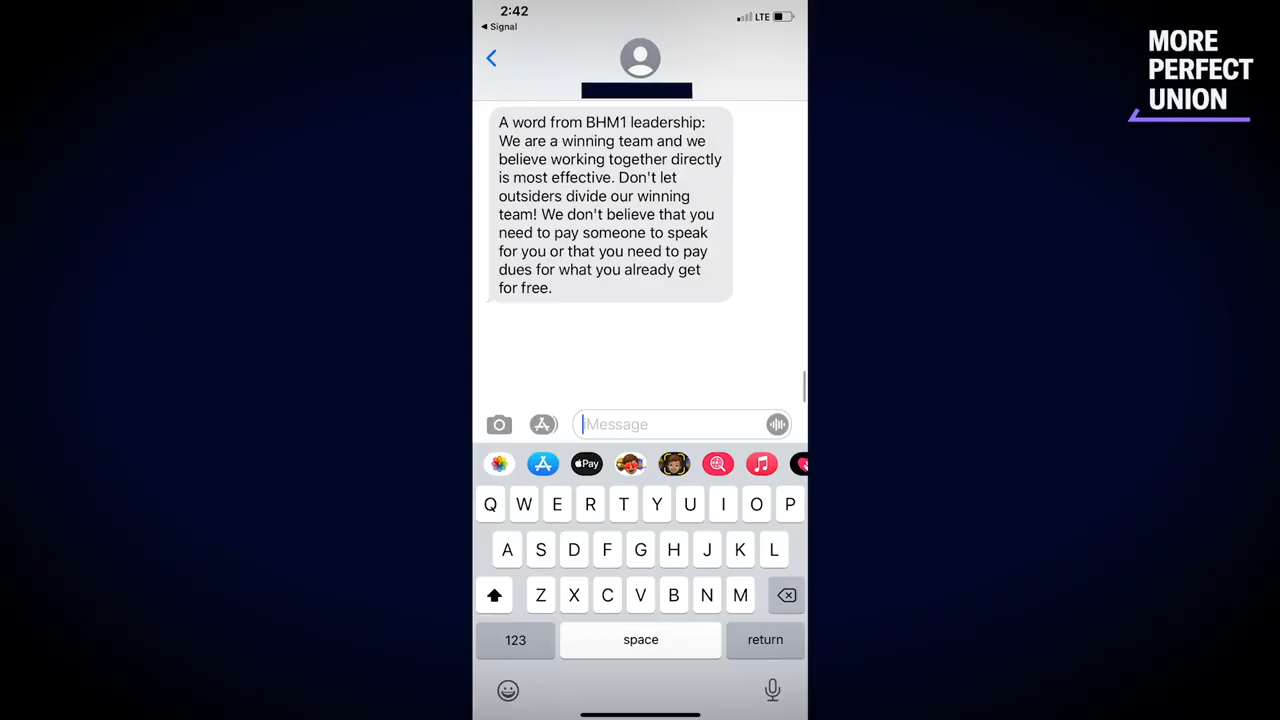 2:42
◀ Signal
LTE
MORE
PERFECT
UNION
A word from BHM1 leadership:
We are a winning team and we
believe working together directly
is most effective. Don't let
outsiders divide our winning
team! We don't believe that you
need to pay someone to speak
for you or that you need to pay
dues for what you already get
for free.
iMessage
Pay
Q W E R T Y U I O P
A S D F G H J K L
Z X C V B N M
123 space return